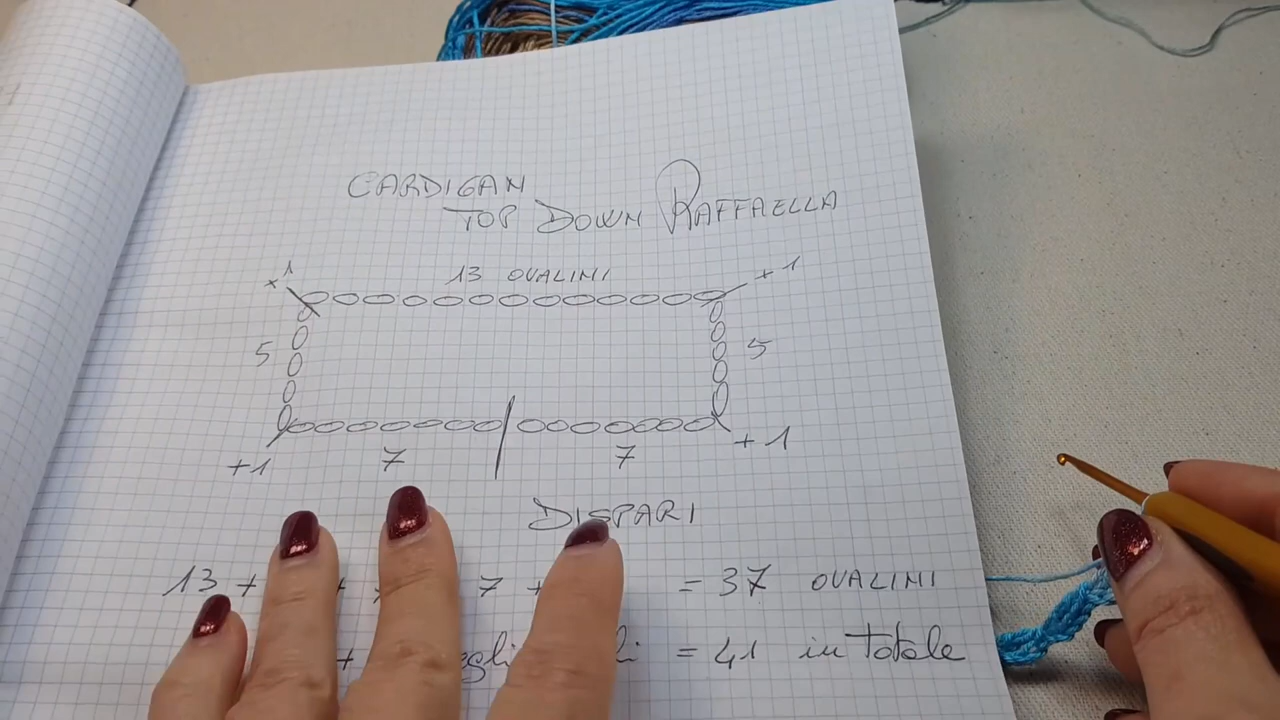 CARDIGAN
TOP DOWN RAFFAELLA
+1 13 OVALINI +1
5 5
+1 7 7 +1
DISPARI
13 + + 7 + = 37 OVALINI
+ = 41 in Totale